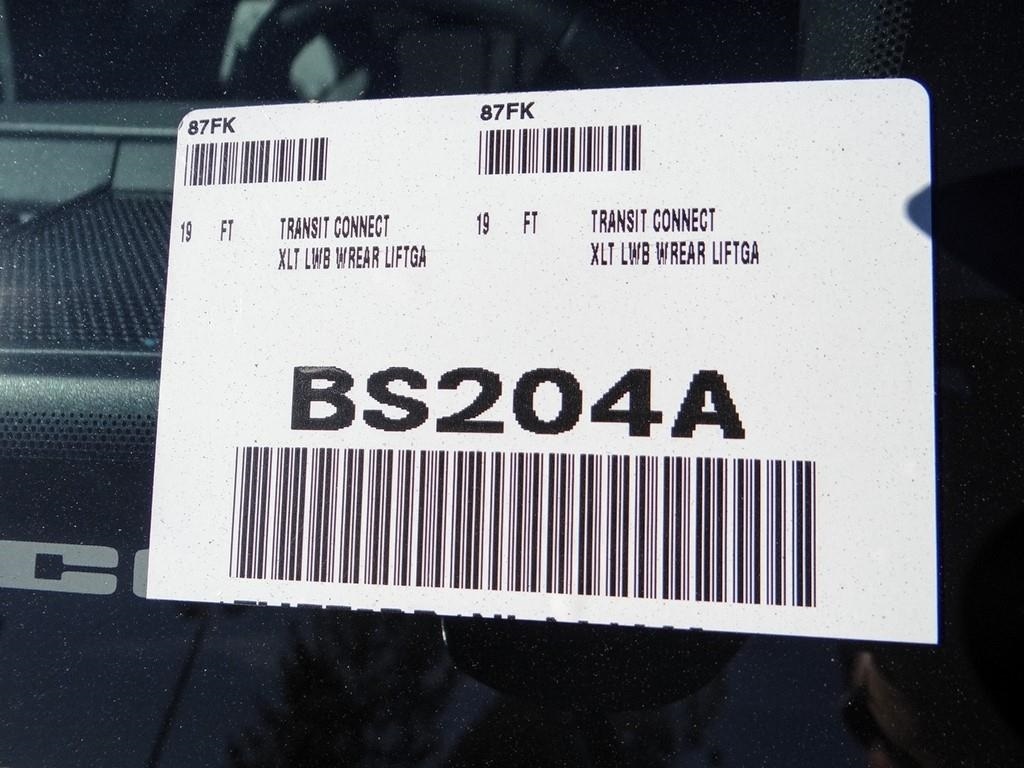 87FK 87FK
19 FT TRANSIT CONNECT 19 FT TRANSIT CONNECT
XLT LWB WREAR LIFTGA XLT LWB WREAR LIFTGA
BS204A